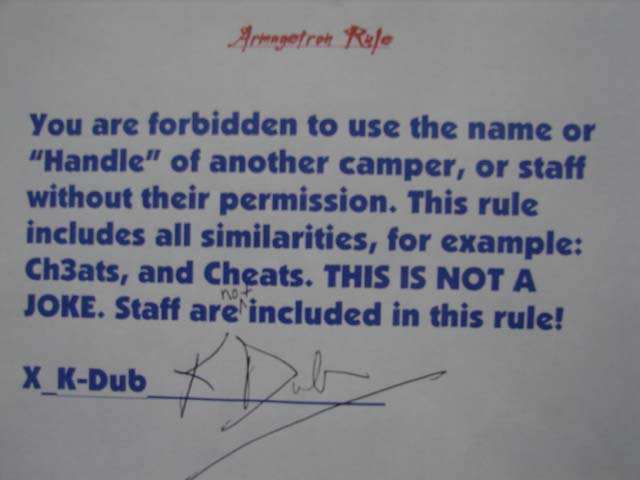 Armagetron Rule
You are forbidden to use the name or
“Handle” of another camper, or staff
without their permission. This rule
includes all similarities, for example:
Ch3ats, and Cheats. THIS IS NOT A
JOKE. Staff are not included in this rule!
X_K-Dub K Dub